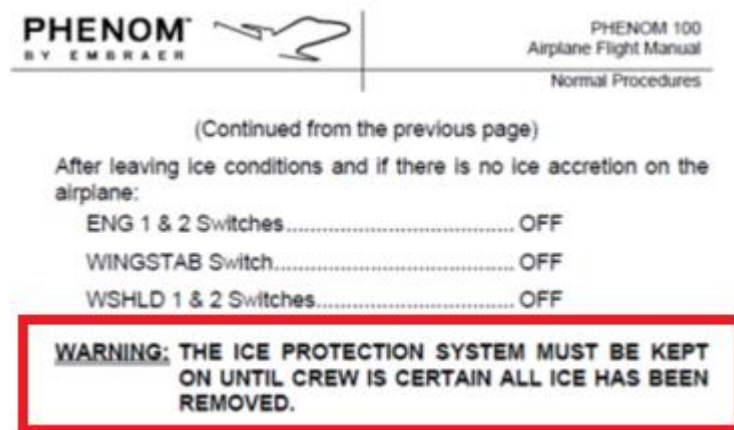 PHENOM
BY EMBRAER
PHENOM 100
Airplane Flight Manual
Normal Procedures
(Continued from the previous page)
After leaving ice conditions and if there is no ice accretion on the
airplane:
ENG 1 & 2 Switches..................................... OFF
WINGSTAB Switch....................................... OFF
WSHLD 1 & 2 Switches................................ OFF
WARNING: THE ICE PROTECTION SYSTEM MUST BE KEPT
ON UNTIL CREW IS CERTAIN ALL ICE HAS BEEN
REMOVED.